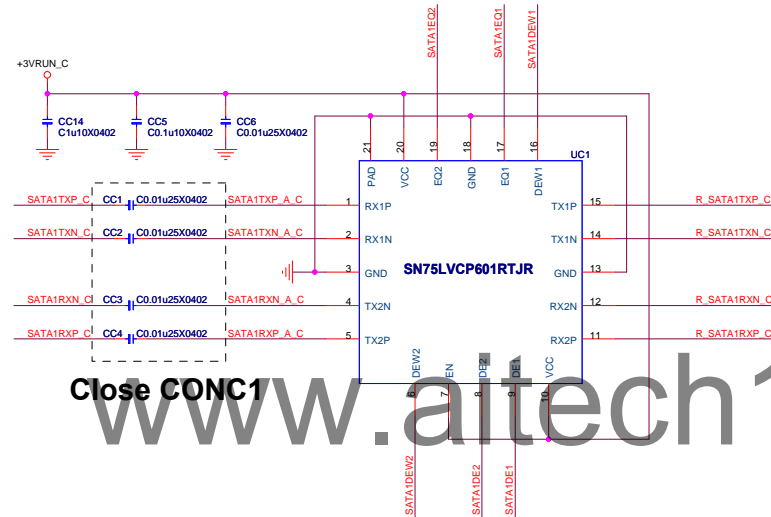 SATA1EQ2
SATA1EQ1
SATA1DEW1
+3VRUN_C
CC14
C1u10X0402
CC5
C0.1u10X0402
CC6
C0.01u25X0402
21
20
19
18
17
16
UC1
PAD
VCC
EQ2
GND
EQ1
DEW1
SATA1TXP_C CC1 C0.01u25X0402 SATA1TXP_A_C 1 RX1P TX1P 15 R_SATA1TXP_C
SATA1TXN_C CC2 C0.01u25X0402 SATA1TXN_A_C 2 RX1N TX1N 14 R_SATA1TXN_C
3 GND SN75LVCP601RTJR GND 13
SATA1RXN_C CC3 C0.01u25X0402 SATA1RXN_A_C 4 TX2N RX2N 12 R_SATA1RXN_C
SATA1RXP_C CC4 C0.01u25X0402 SATA1RXP_A_C 5 TX2P RX2P 11 R_SATA1RXP_C
DEW2
EN
DE2
DE1
VCC
Close CONC1
www.aitech1
6
7
8
9
10
SATA1DEW2
SATA1DE2
SATA1DE1